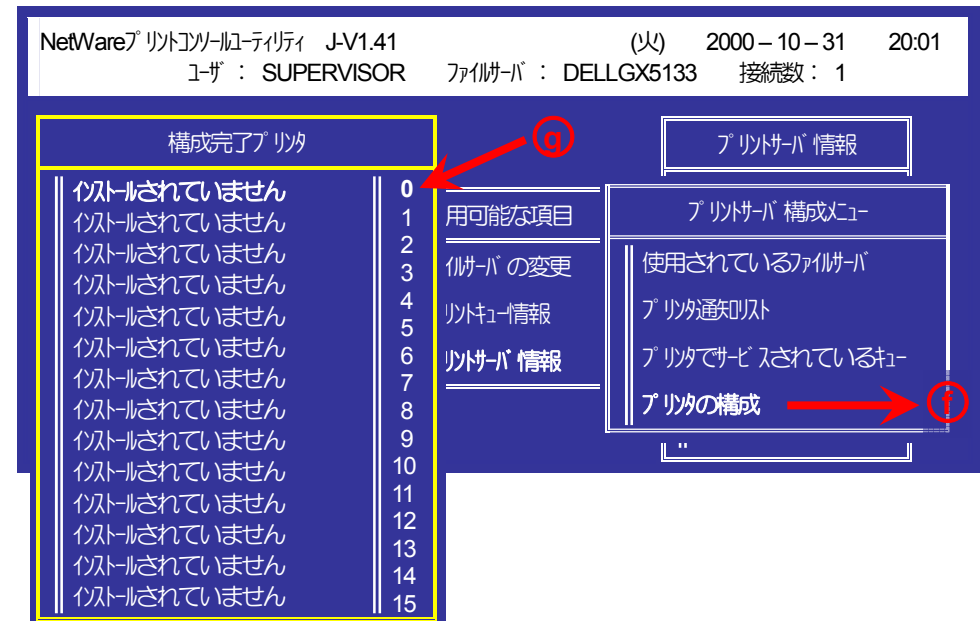 NetWareプリントコンソールユーティリティ J-V1.41 (火) 2000–10–31 20:01
ユーザ : SUPERVISOR ファイルサーバ : DELLGX5133 接続数: 1
構成完了プリンタ
インストールされていません 0
インストールされていません 1
インストールされていません 2
インストールされていません 3
インストールされていません 4
インストールされていません 5
インストールされていません 6
インストールされていません 7
インストールされていません 8
インストールされていません 9
インストールされていません 10
インストールされていません 11
インストールされていません 12
インストールされていません 13
インストールされていません 14
インストールされていません 15
g
用可能な項目
イルサーバの変更
リントキュー情報
リントサーバ情報
プリントサーバ情報
プリントサーバ構成メニュー
使用されているファイルサーバ
プリンタ通知リスト
プリンタでサービスされているキュー
プリンタの構成
f